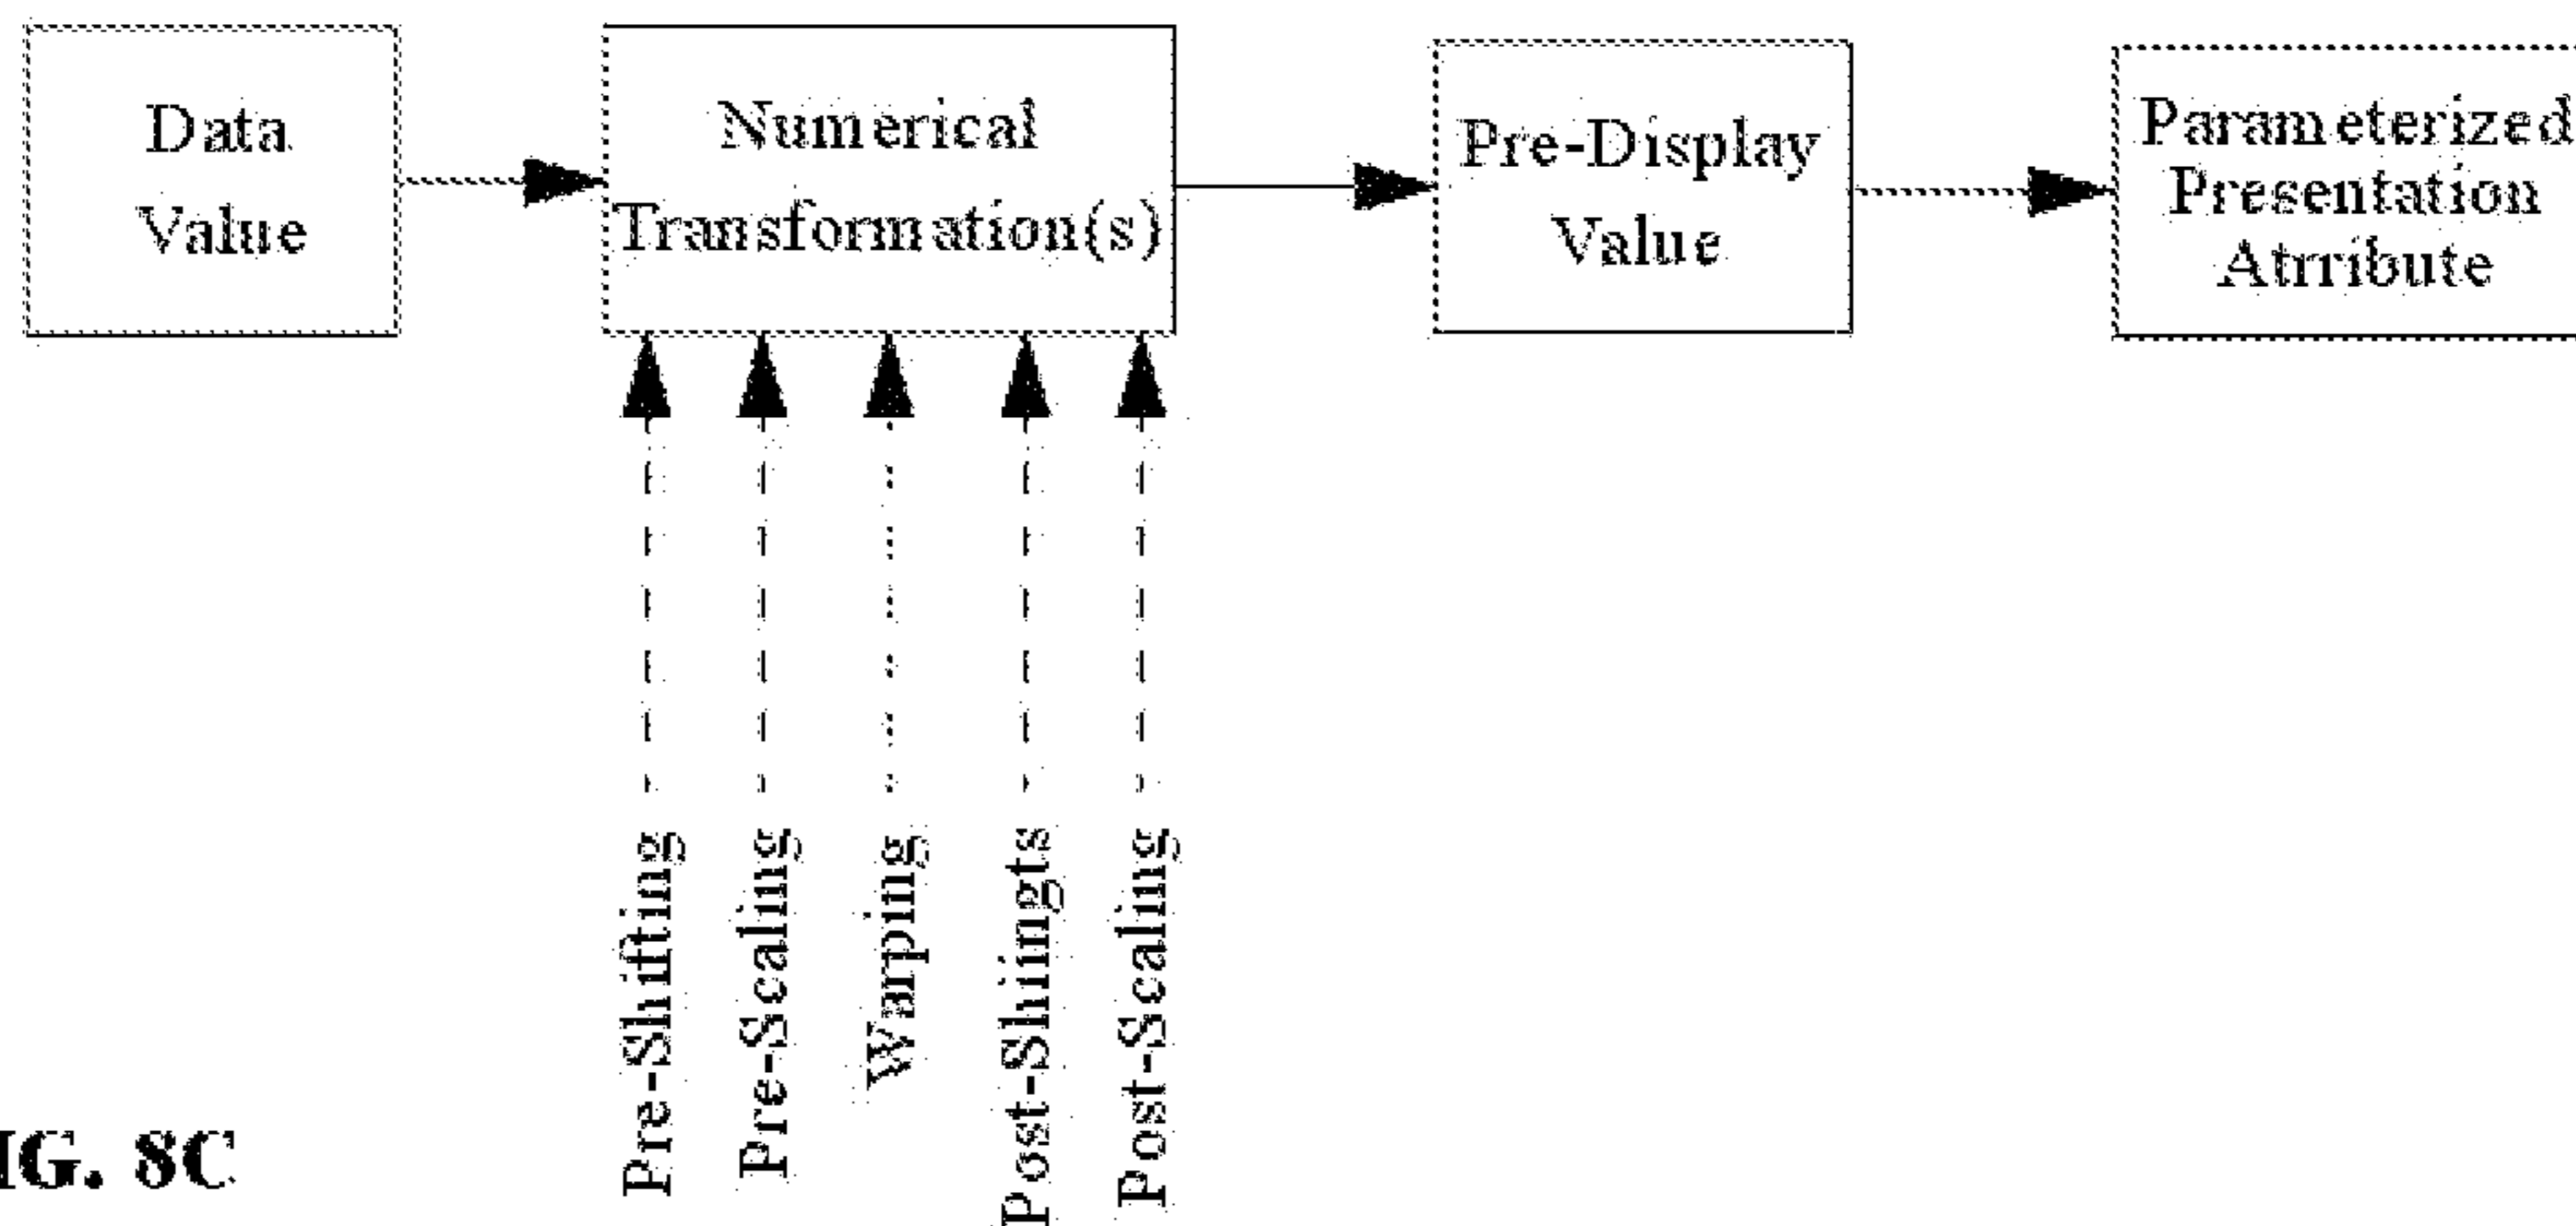 Data
Value
Numerical
Transformation(s)
Pre-Display
Value
Parameterized
Presentation
Atrribute
Pre-Shifting
Pre-Scaling
Warping
Post-Shiingts
Post-Scaling
IG. 8C